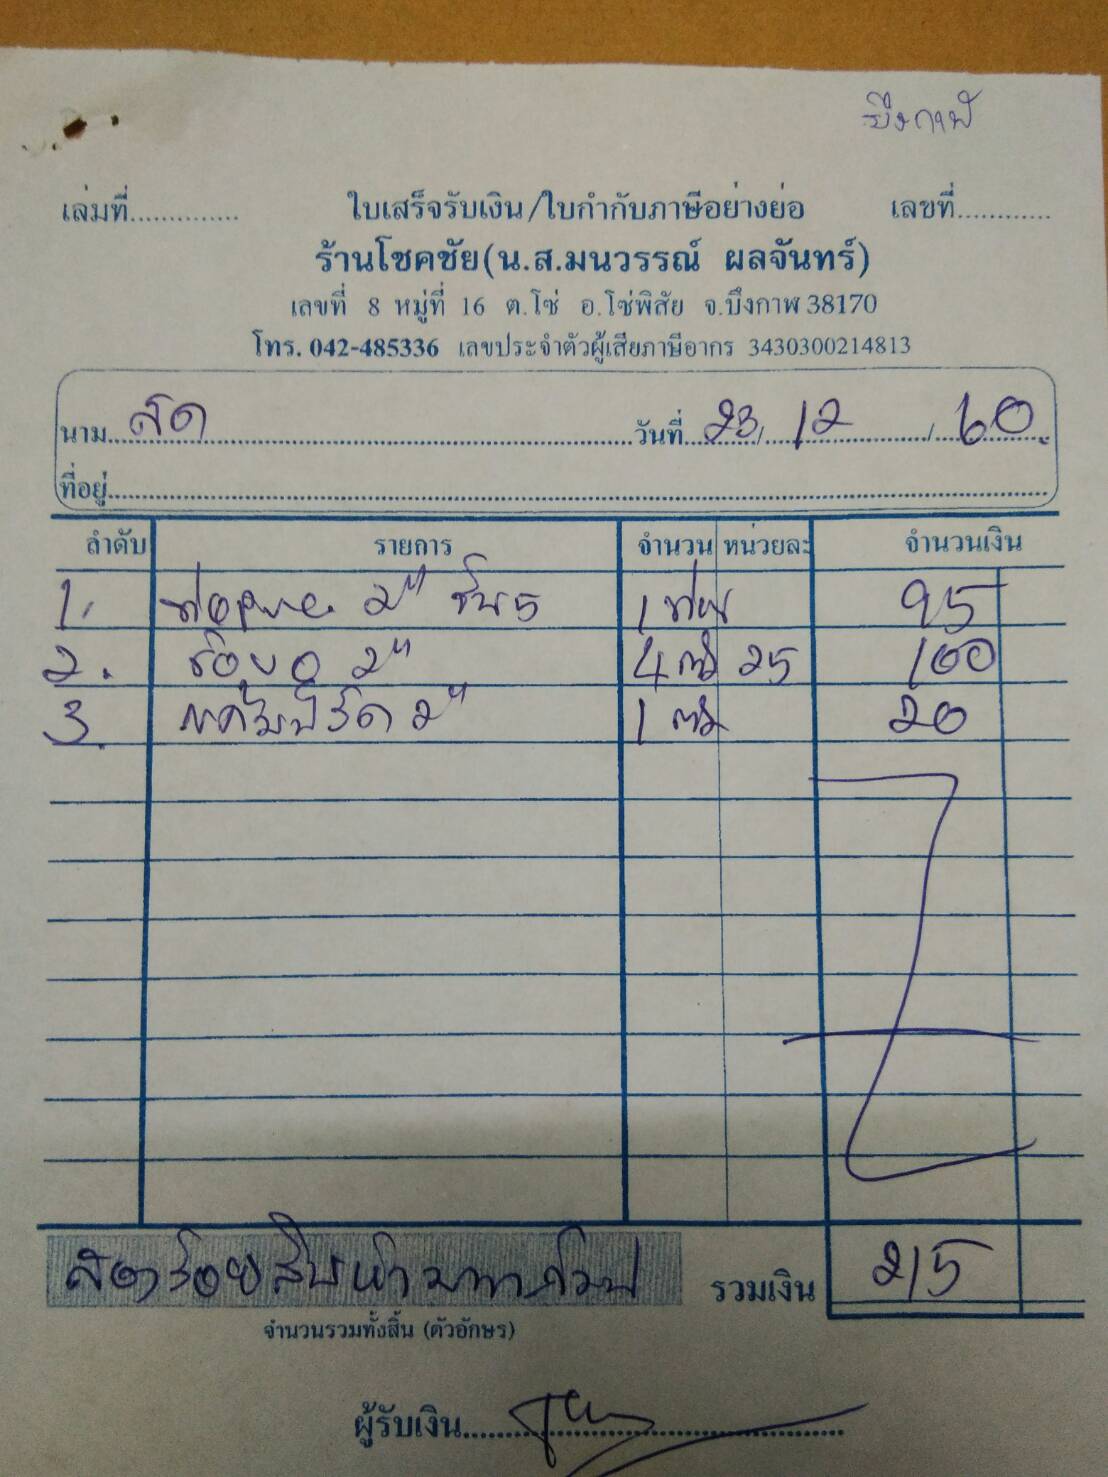 บึงกาฬ
เล่มที่.............. ใบเสร็จรับเงิน/ใบกำกับภาษีอย่างย่อ เลขที่............
ร้านโชคชัย(น.ส.มนวรรณ์ ผลจันทร์)
เลขที่ 8 หมู่ที่ 16 ต.โซ่ อ.โซ่พิสัย จ.บึงกาฬ 38170
โทร. 042-485336 เลขประจำตัวผู้เสียภาษีอากร 3430300214813
นาม สด วันที่ 23/12/60
ที่อยู่
ลำดับ รายการ จำนวน หน่วยละ จำนวนเงิน
1. ท่อpvc 2" ชั้น5 1 ท่อน 95
2. ข้องอ 2" 4 ตัว 25 100
3. 2" 1 ตัว 20
สองร้อยสิบห้าบาทถ้วน รวมเงิน 215
จำนวนรวมทั้งสิ้น (ตัวอักษร)
ผู้รับเงิน